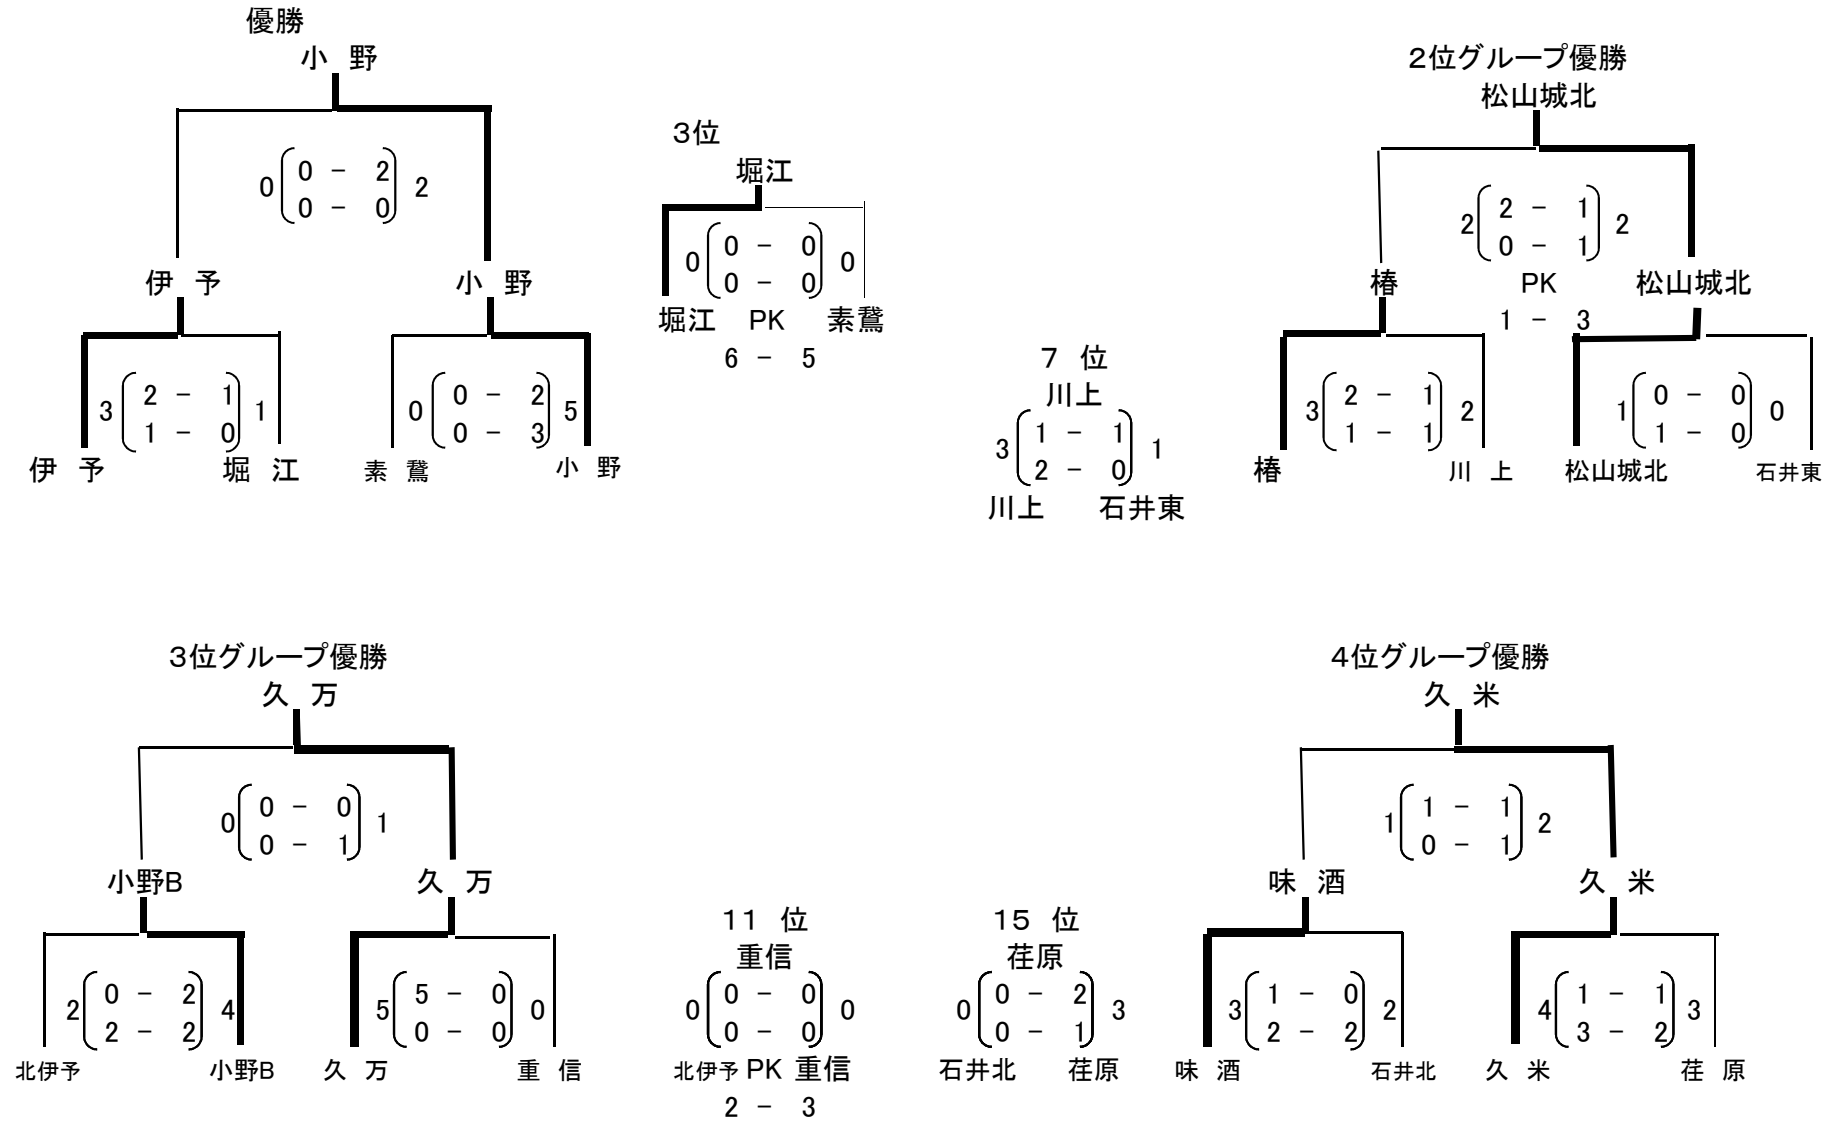 優勝
小 野
0 0 - 2 2
0 - 0
伊 予 小 野
3 2 - 1 1
1 - 0
0 0 - 2 5
0 - 3
伊 予 堀 江 素 鵞 小 野
3位
堀江
0 0 - 0 0
0 - 0
堀江 PK 素鵞
6 - 5
7 位
川上
3 1 - 1 1
2 - 0
川上 石井東
2位グループ優勝
松山城北
2 2 - 1 2
0 - 1
椿 PK 松山城北
1 - 3
3 2 - 1 2
1 - 1
1 0 - 0 0
1 - 0
椿 川 上 松山城北 石井東
3位グループ優勝
久 万
0 0 - 0 1
0 - 1
小野B 久 万
2 0 - 2 4
2 - 2
5 5 - 0 0
0 - 0
北伊予 小野B 久 万 重 信
11 位
重信
0 0 - 0 0
0 - 0
北伊予 PK 重信
2 - 3
15 位
荏原
0 0 - 2 3
0 - 1
石井北 荏原
4位グループ優勝
久 米
1 1 - 1 2
0 - 1
味 酒 久 米
3 1 - 0 2
2 - 2
4 1 - 1 3
3 - 2
味 酒 石井北 久 米 荏 原